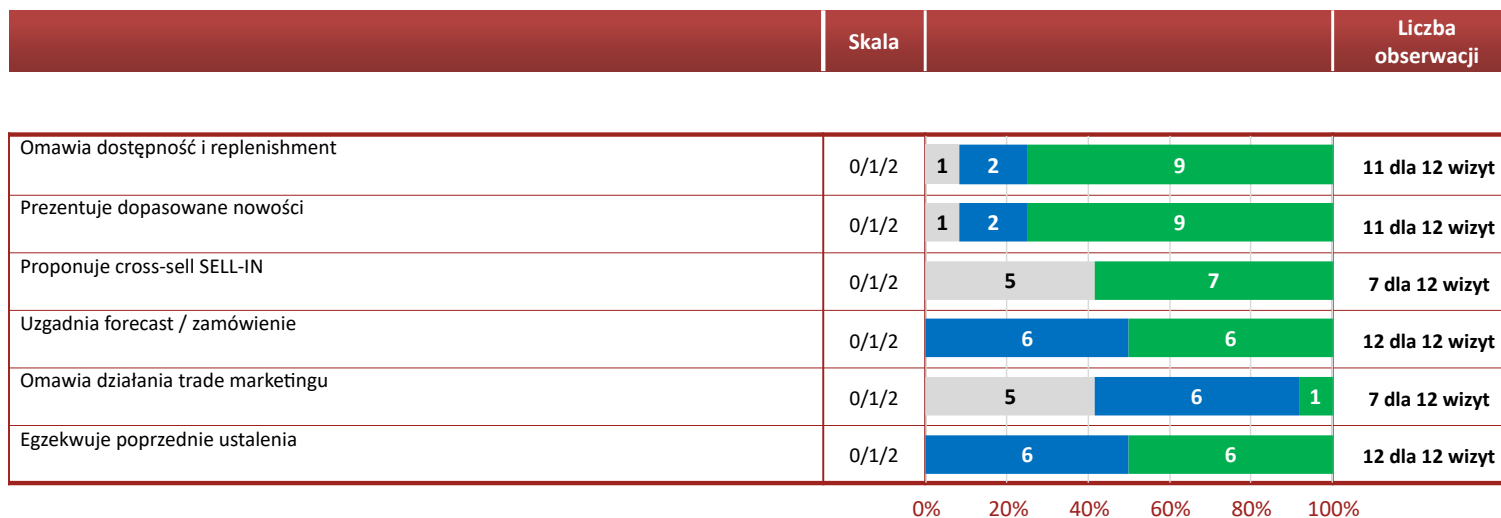 Skala
Liczba
obserwacji
Omawia dostępność i replenishment
0/1/2
1 2 9
11 dla 12 wizyt
Prezentuje dopasowane nowości
0/1/2
1 2 9
11 dla 12 wizyt
Proponuje cross-sell SELL-IN
0/1/2
5 7
7 dla 12 wizyt
Uzgadnia forecast / zamówienie
0/1/2
6 6
12 dla 12 wizyt
Omawia działania trade marketingu
0/1/2
5 6 1
7 dla 12 wizyt
Egzekwuje poprzednie ustalenia
0/1/2
6 6
12 dla 12 wizyt
0% 20% 40% 60% 80% 100%